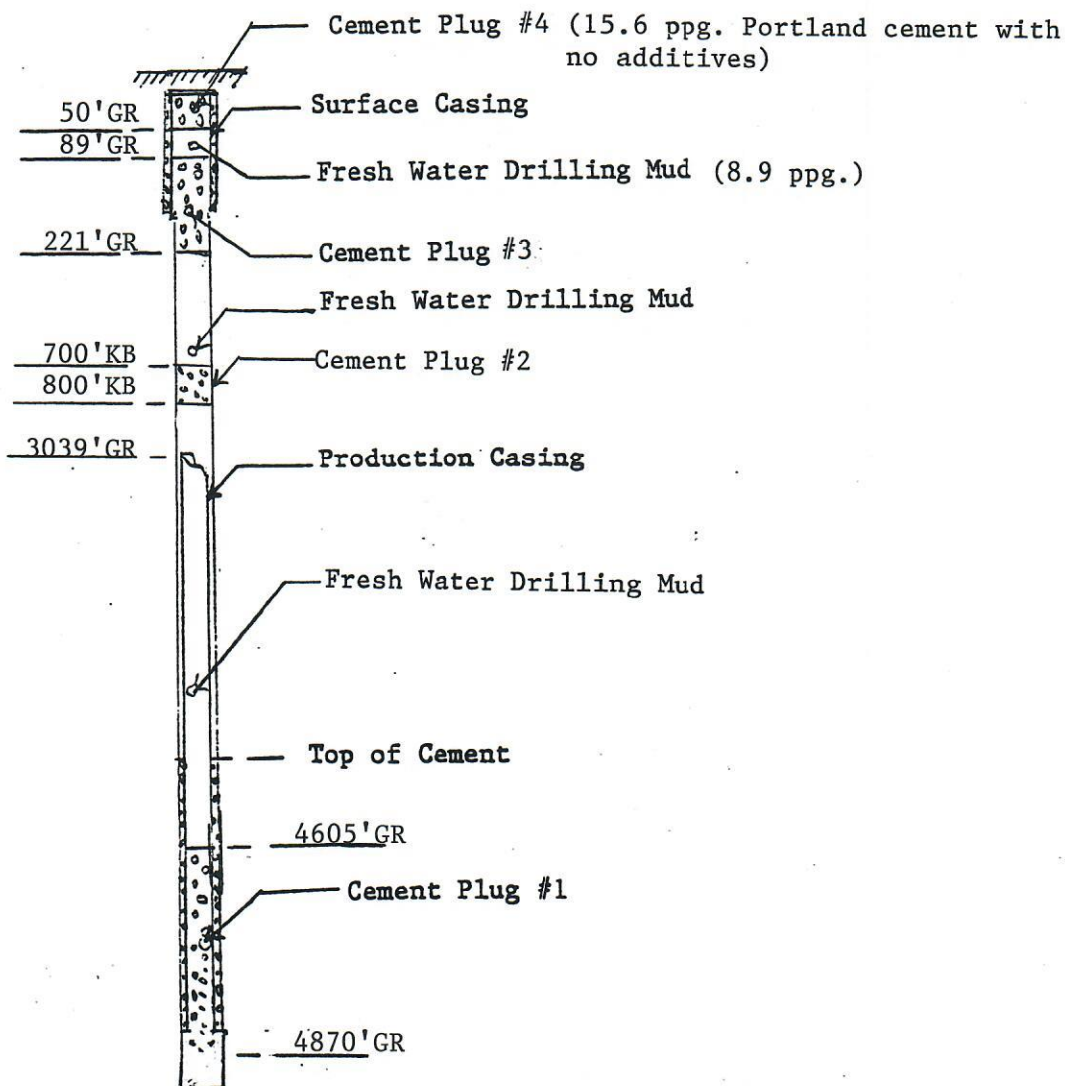 Cement Plug #4 (15.6 ppg. Portland cement with
no additives)
50'GR
Surface Casing
89'GR
Fresh Water Drilling Mud (8.9 ppg.)
221'GR
Cement Plug #3
Fresh Water Drilling Mud
700'KB
Cement Plug #2
800'KB
3039'GR
Production Casing
Fresh Water Drilling Mud
Top of Cement
4605'GR
Cement Plug #1
4870'GR